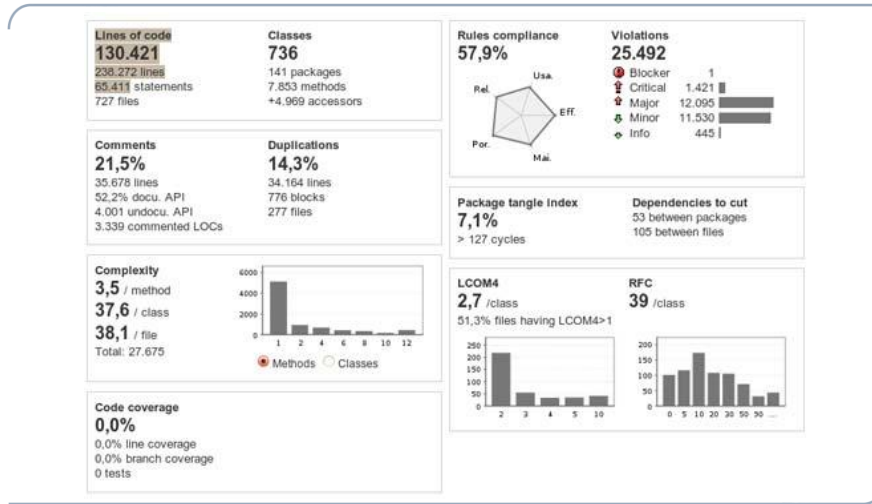 Lines of code
130.421
238.272 lines
65.411 statements
727 files
Classes
736
141 packages
7.853 methods
+4.969 accessors
Comments
21,5%
35.678 lines
52,2% docu. API
4.001 undocu. API
3.339 commented LOCs
Duplications
14,3%
34.164 lines
776 blocks
277 files
Complexity
3,5 / method
37,6 / class
38,1 / file
Total: 27.675
6000
4000
2000
0
1 2 4 6 8 10 12
Methods Classes
Code coverage
0,0%
0,0% line coverage
0,0% branch coverage
0 tests
Rules compliance
57,9%
Usa.
Rel.
Eff.
Por.
Mai.
Violations
25.492
Blocker 1
Critical 1.421
Major 12.095
Minor 11.530
Info 445
Package tangle index
7,1%
> 127 cycles
Dependencies to cut
53 between packages
105 between files
LCOM4
2,7 /class
51,3% files having LCOM4>1
250
200
150
100
50
0
2 3 4 5 10
RFC
39 /class
200
150
100
50
0
0 5 10 20 30 50 90 ...